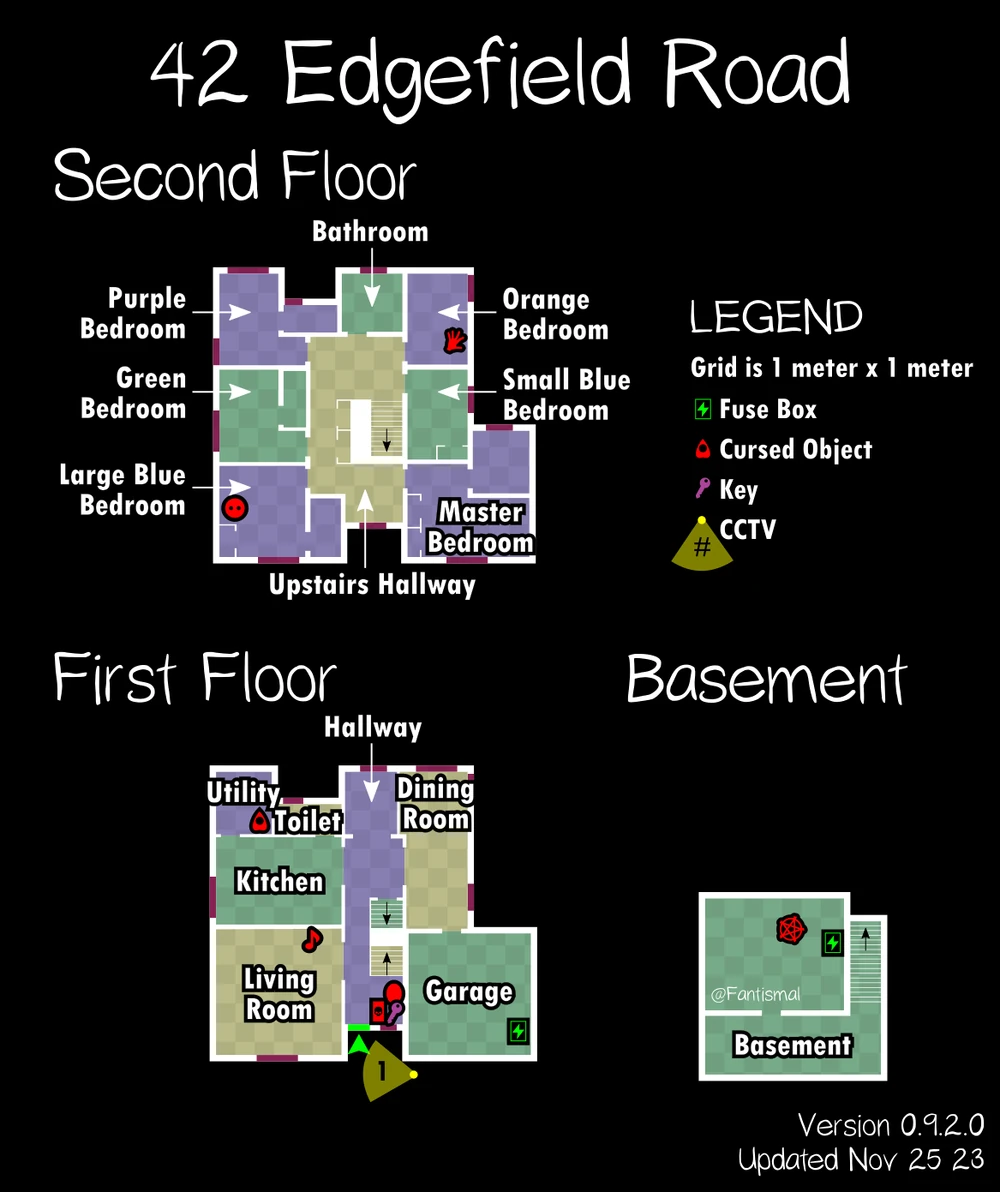 42 Edgefield Road
Second Floor
Bathroom
Purple
Bedroom
Orange
Bedroom
Green
Bedroom
Small Blue
Bedroom
Large Blue
Bedroom
Master
Bedroom
Upstairs Hallway
LEGEND
Grid is 1 meter x 1 meter
Fuse Box
Cursed Object
Key
# CCTV
First Floor
Hallway
Utility
Toilet
Dining
Room
Kitchen
Living
Room
Garage
1
Basement
@Fantismal
Basement
Version 0.9.2.0
Updated Nov 25 23